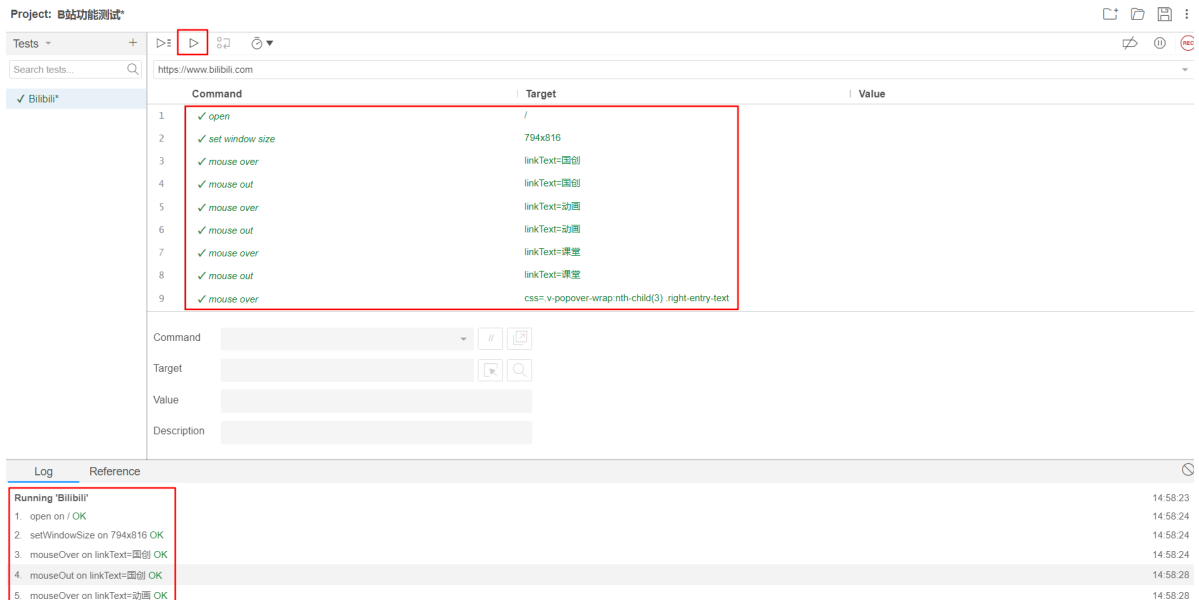 Project: B站功能测试*
Tests +
Search tests...
https://www.bilibili.com
REC
✓ Bilibili*
Command Target Value
1 ✓ open /
2 ✓ set window size 794x816
3 ✓ mouse over linkText=国创
4 ✓ mouse out linkText=国创
5 ✓ mouse over linkText=动画
6 ✓ mouse out linkText=动画
7 ✓ mouse over linkText=课堂
8 ✓ mouse out linkText=课堂
9 ✓ mouse over css=.v-popover-wrap:nth-child(3) .right-entry-text
Command //
Target
Value
Description
Log Reference
Running 'Bilibili' 14:58:23
1. open on / OK 14:58:24
2. setWindowSize on 794x816 OK 14:58:24
3. mouseOver on linkText=国创 OK 14:58:24
4. mouseOut on linkText=国创 OK 14:58:28
5. mouseOver on linkText=动画 OK 14:58:28